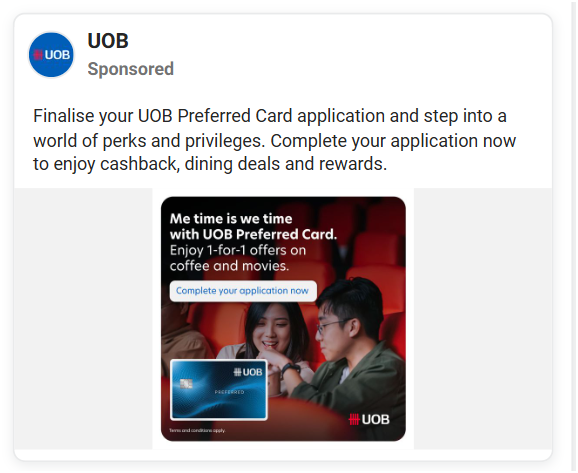 UOB
UOB
Sponsored
Finalise your UOB Preferred Card application and step into a
world of perks and privileges. Complete your application now
to enjoy cashback, dining deals and rewards.
Me time is we time
with UOB Preferred Card.
Enjoy 1-for-1 offers on
coffee and movies.
Complete your application now
UOB
PREFERRED
UOB
Terms and conditions apply.